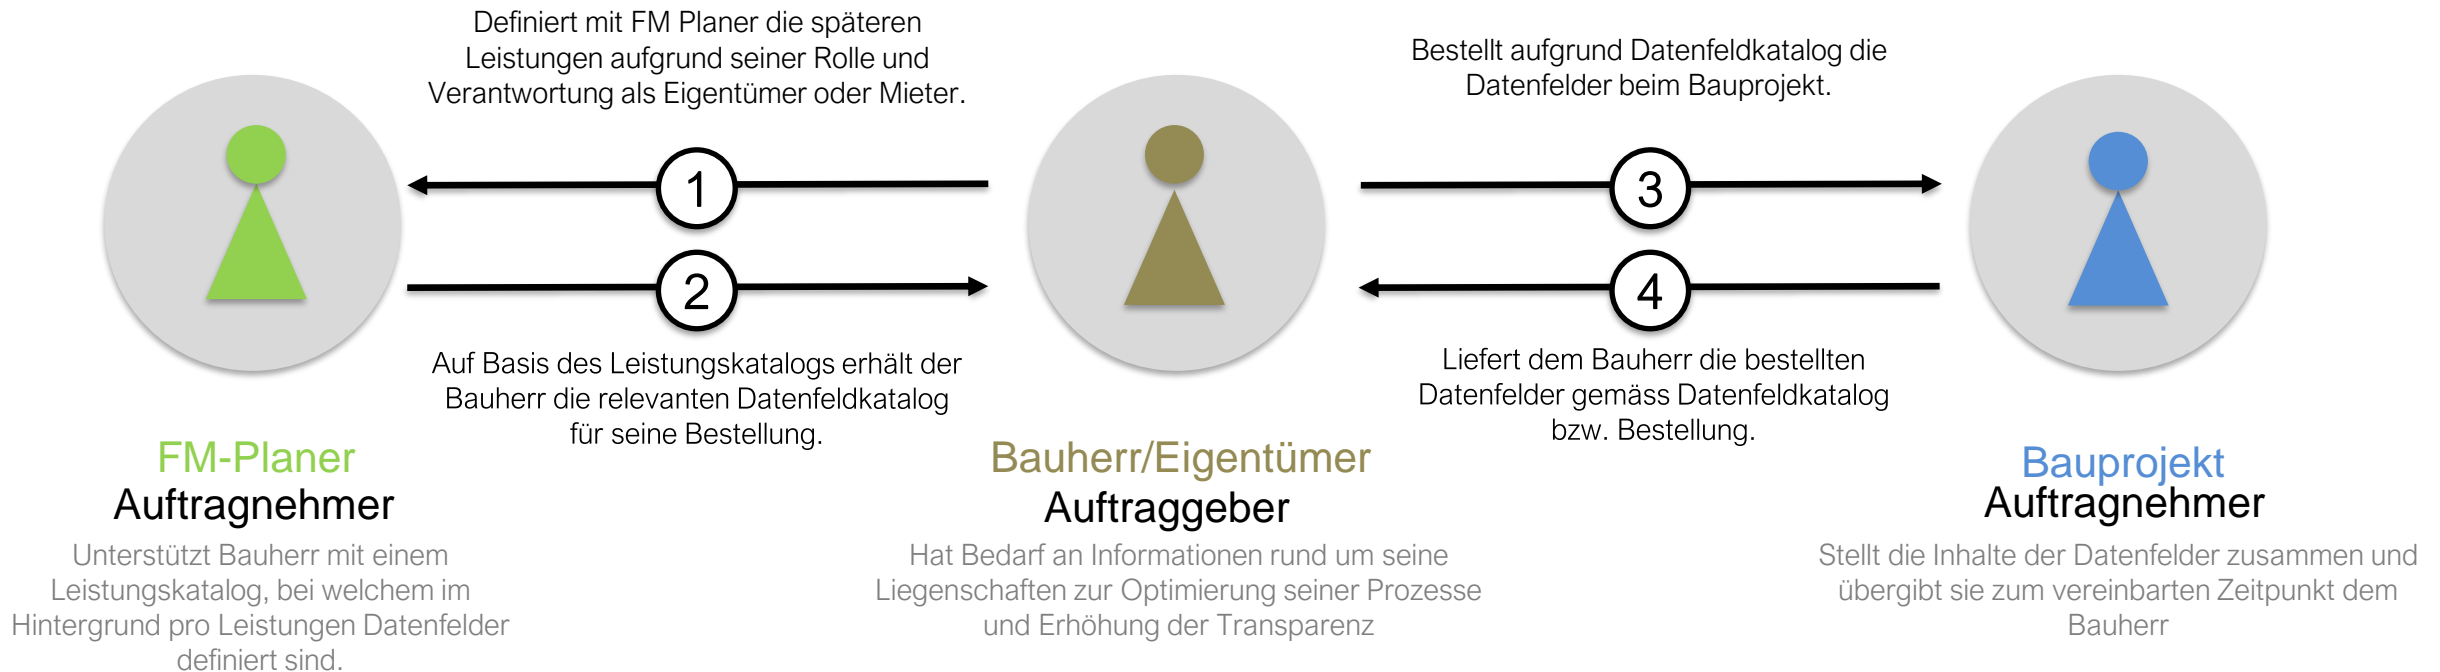 Definiert mit FM Planer die späteren
Leistungen aufgrund seiner Rolle und
Verantwortung als Eigentümer oder Mieter.
1
2
Auf Basis des Leistungskatalogs erhält der
Bauherr die relevanten Datenfeldkatalog
für seine Bestellung.
Bestellt aufgrund Datenfeldkatalog die
Datenfelder beim Bauprojekt.
3
4
Liefert dem Bauherr die bestellten
Datenfelder gemäss Datenfeldkatalog
bzw. Bestellung.
FM-Planer
Auftragnehmer
Unterstützt Bauherr mit einem
Leistungskatalog, bei welchem im
Hintergrund pro Leistungen Datenfelder
definiert sind.
Bauherr/Eigentümer
Auftraggeber
Hat Bedarf an Informationen rund um seine
Liegenschaften zur Optimierung seiner Prozesse
und Erhöhung der Transparenz
Bauprojekt
Auftragnehmer
Stellt die Inhalte der Datenfelder zusammen und
übergibt sie zum vereinbarten Zeitpunkt dem
Bauherr